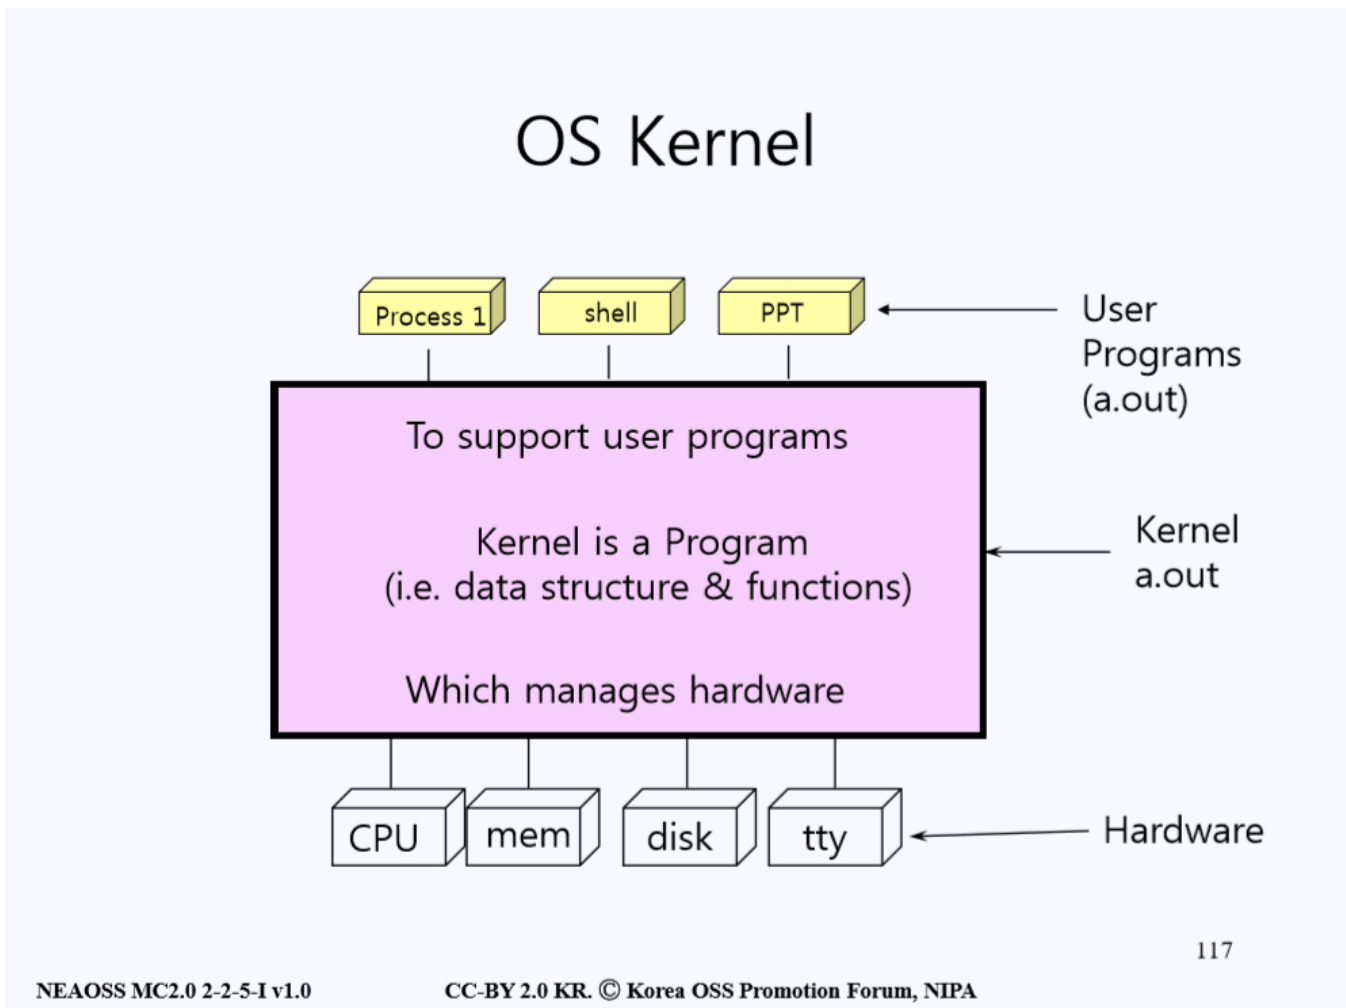 OS Kernel
Process 1
shell
PPT
User
Programs
(a.out)
To support user programs
Kernel is a Program
(i.e. data structure & functions)
Which manages hardware
Kernel
a.out
CPU
mem
disk
tty
Hardware
117
NEAOSS MC2.0 2-2-5-I v1.0
CC-BY 2.0 KR. Ⓒ Korea OSS Promotion Forum, NIPA